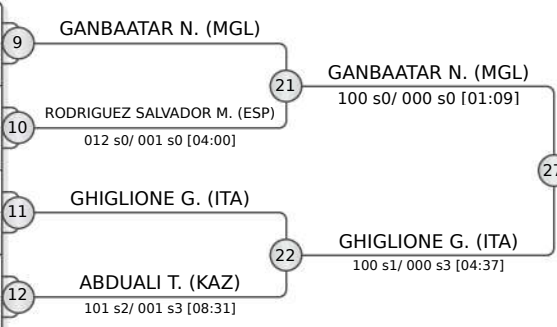 GANBAATAR N. (MGL)
9
21
GANBAATAR N. (MGL)
100 s0/ 000 s0 [01:09]
RODRIGUEZ SALVADOR M. (ESP)
10
012 s0/ 001 s0 [04:00]
27
GHIGLIONE G. (ITA)
11
22
GHIGLIONE G. (ITA)
100 s1/ 000 s3 [04:37]
ABDUALI T. (KAZ)
12
101 s2/ 001 s3 [08:31]